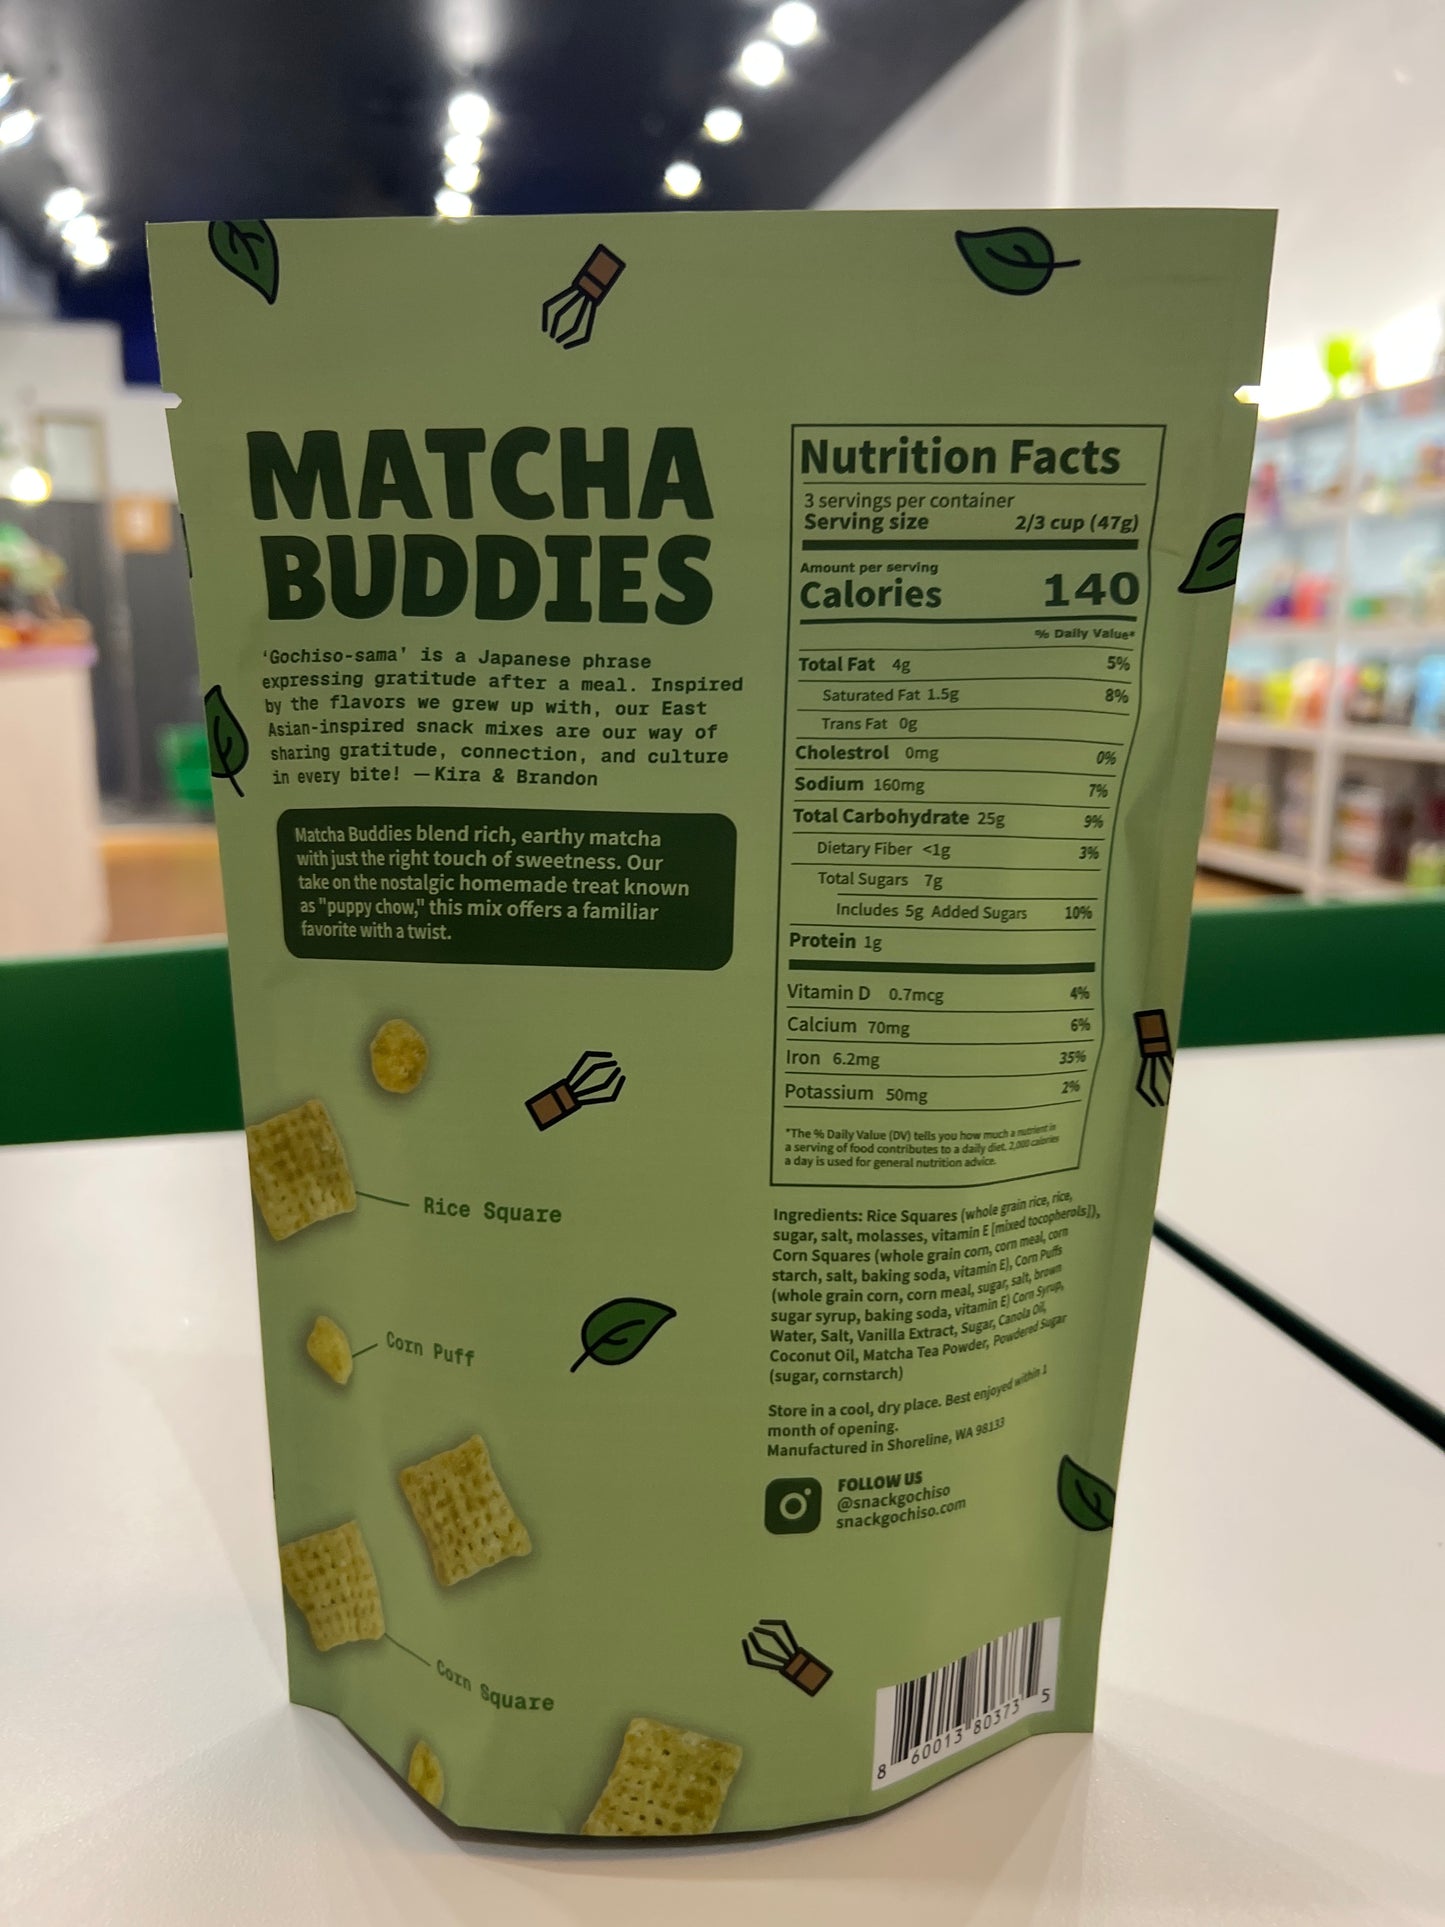 MATCHA
BUDDIES
‘Gochiso-sama’ is a Japanese phrase
expressing gratitude after a meal. Inspired
by the flavors we grew up with, our East
Asian-inspired snack mixes are our way of
sharing gratitude, connection, and culture
in every bite! —Kira & Brandon
Matcha Buddies blend rich, earthy matcha
with just the right touch of sweetness. Our
take on the nostalgic homemade treat known
as "puppy chow," this mix offers a familiar
favorite with a twist.
Rice Square
Corn Puff
Corn Square
Nutrition Facts
3 servings per container
Serving size 2/3 cup (47g)
Amount per serving
Calories 140
% Daily Value*
Total Fat 4g 5%
Saturated Fat 1.5g 8%
Trans Fat 0g
Cholestrol 0mg 0%
Sodium 160mg 7%
Total Carbohydrate 25g 9%
Dietary Fiber <1g 3%
Total Sugars 7g
Includes 5g Added Sugars 10%
Protein 1g
Vitamin D 0.7mcg 4%
Calcium 70mg 6%
Iron 6.2mg 35%
Potassium 50mg 2%
*The % Daily Value (DV) tells you how much a nutrient in
a serving of food contributes to a daily diet. 2,000 calories
a day is used for general nutrition advice.
Ingredients: Rice Squares (whole grain rice, rice,
sugar, salt, molasses, vitamin E [mixed tocopherols]),
Corn Squares (whole grain corn, corn meal, corn
starch, salt, baking soda, vitamin E), Corn Puffs
(whole grain corn, corn meal, sugar, salt, brown
sugar syrup, baking soda, vitamin E) Corn Syrup,
Water, Salt, Vanilla Extract, Sugar, Canola Oil,
Coconut Oil, Matcha Tea Powder, Powdered Sugar
(sugar, cornstarch)
Store in a cool, dry place. Best enjoyed within 1
month of opening.
Manufactured in Shoreline, WA 98133
FOLLOW US
@snackgochiso
snackgochiso.com
8 60013 80373 5